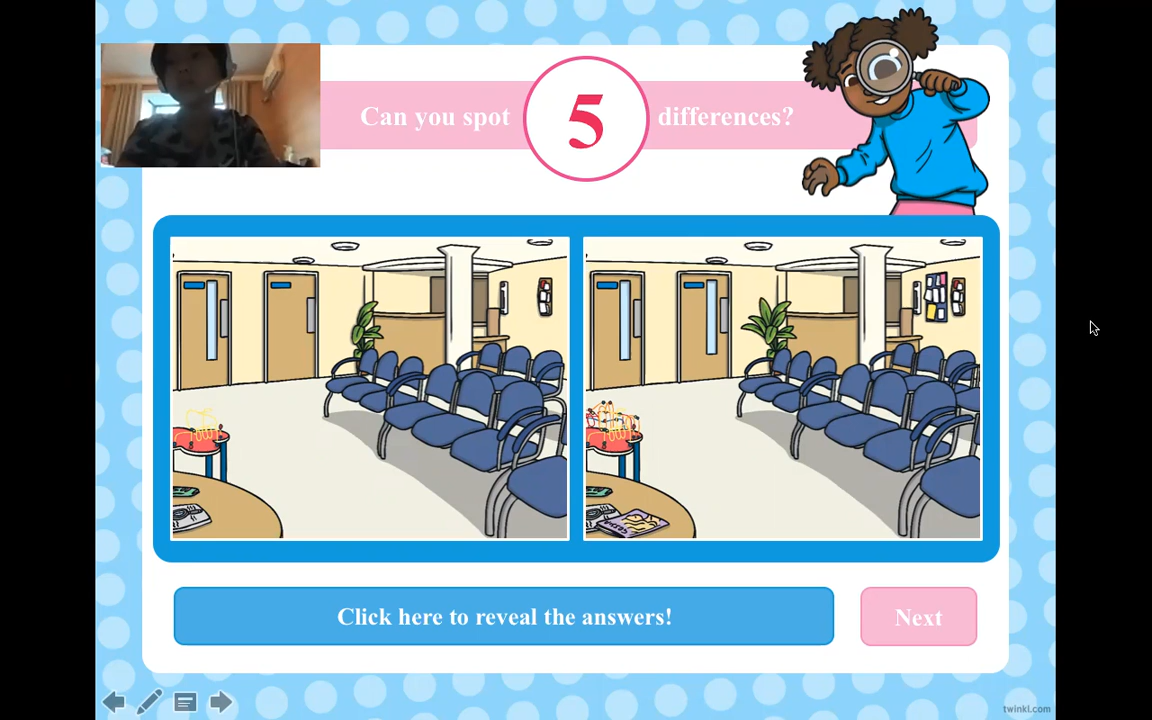 Can you spot 5 differences?
Click here to reveal the answers!
Next
twinkl.com